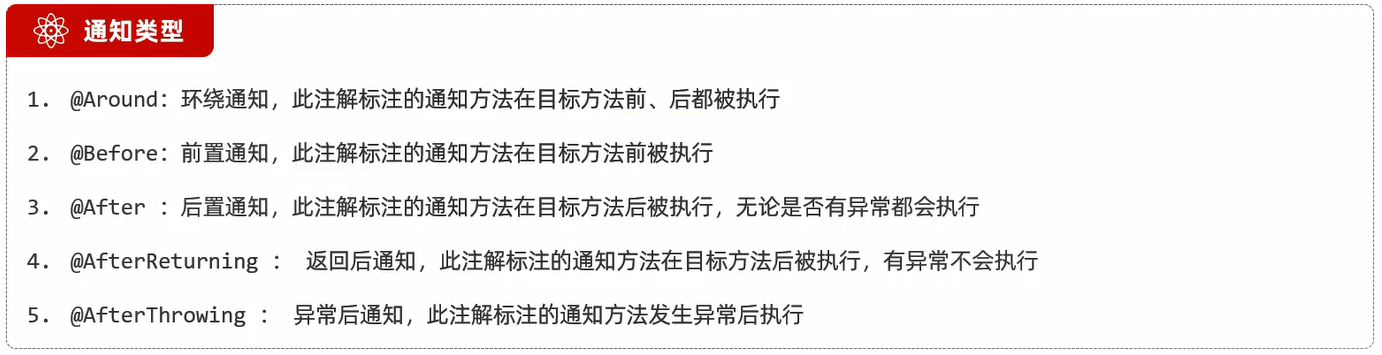 通知类型
1. @Around：环绕通知，此注解标注的通知方法在目标方法前、后都被执行
2. @Before：前置通知，此注解标注的通知方法在目标方法前被执行
3. @After ：后置通知，此注解标注的通知方法在目标方法后被执行，无论是否有异常都会执行
4. @AfterReturning ： 返回后通知，此注解标注的通知方法在目标方法后被执行，有异常不会执行
5. @AfterThrowing ： 异常后通知，此注解标注的通知方法发生异常后执行